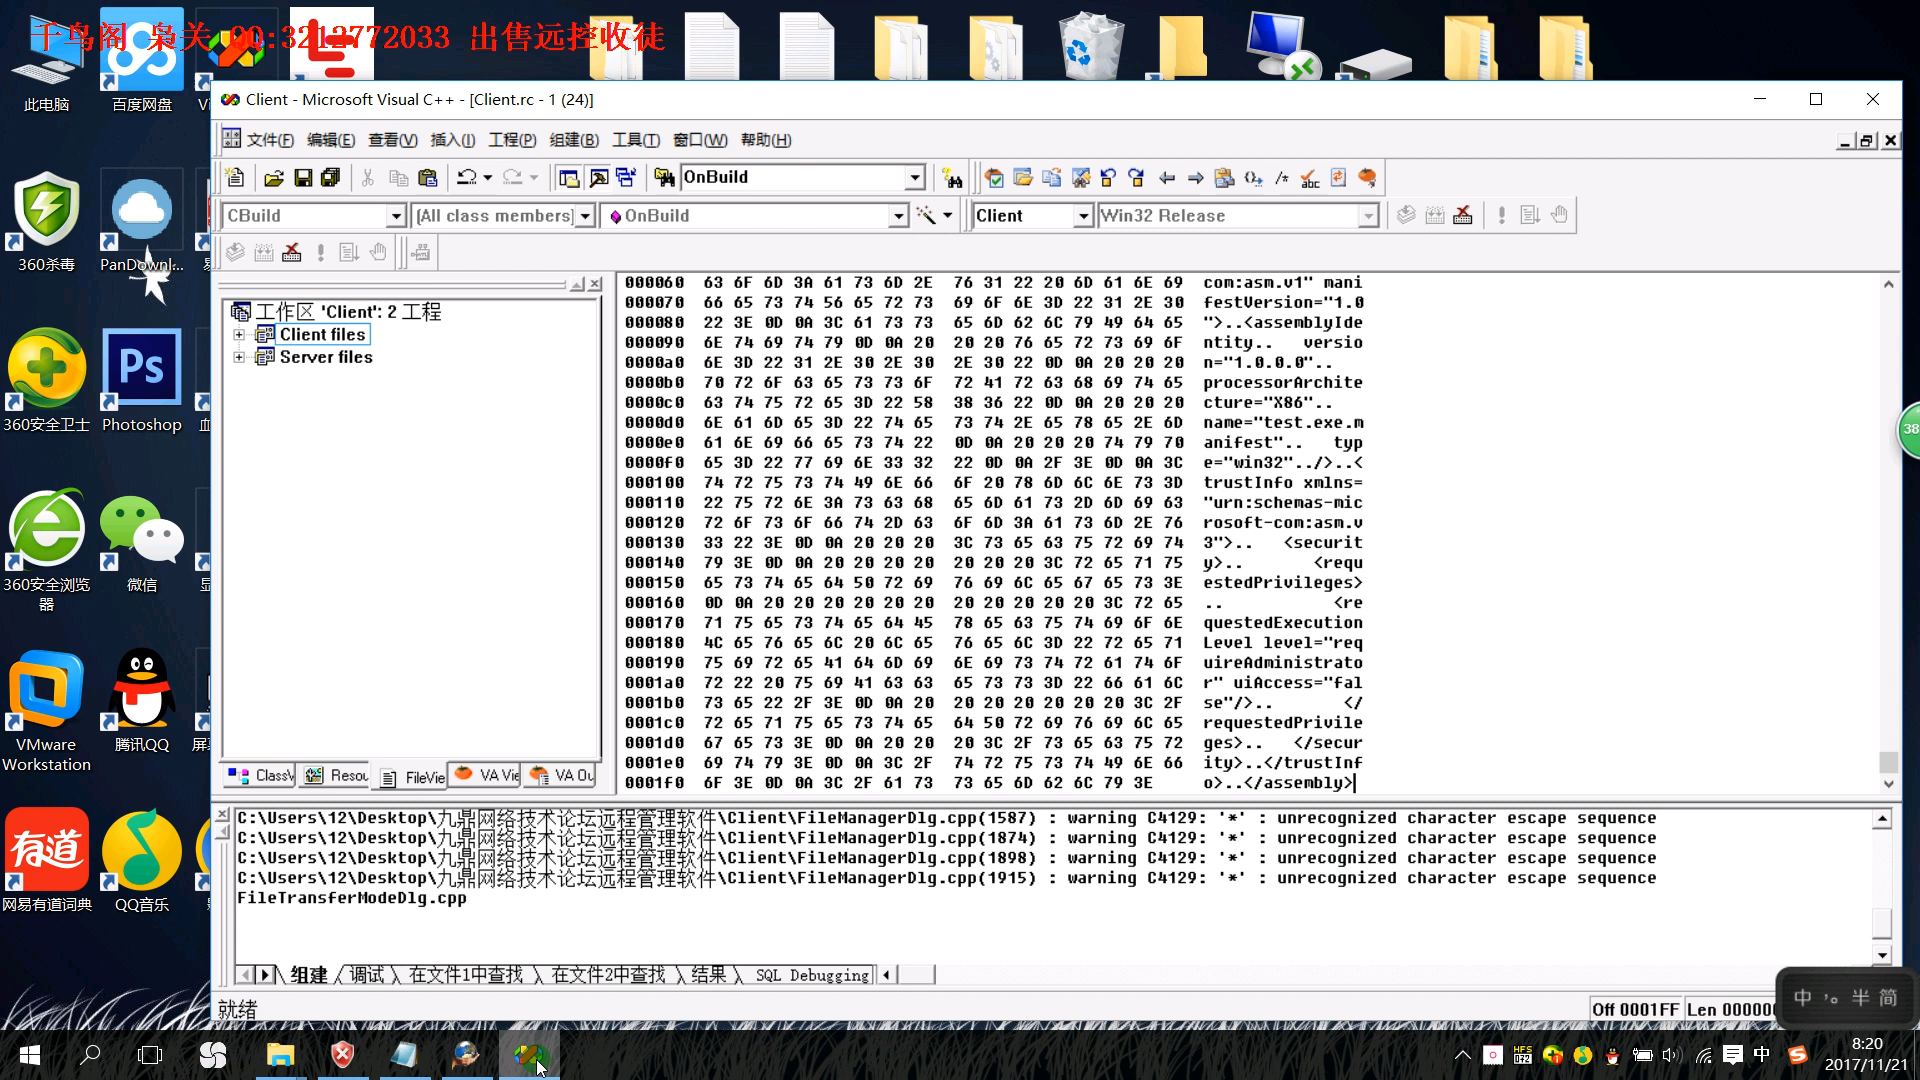 千鸟阁 枭关 QQ:3212772033 出售远控收徒
此电脑
百度网盘
360杀毒
PanDownl...
360安全卫士
Photoshop
360安全浏览器
微信
VMware Workstation
腾讯QQ
网易有道词典
QQ音乐
Client - Microsoft Visual C++ - [Client.rc - 1 (24)]
文件(F) 编辑(E) 查看(V) 插入(I) 工程(P) 组建(B) 工具(T) 窗口(W) 帮助(H)
OnBuild
CBuild [All class members] OnBuild Client Win32 Release
工作区 'Client': 2 工程
Client files
Server files
ClassV Resou FileVie VA Vie VA Ou
000060 63 6F 6D 3A 61 73 6D 2E 76 31 22 20 6D 61 6E 69 com:asm.v1" mani
000070 66 65 73 74 56 65 72 73 69 6F 6E 3D 22 31 2E 30 festVersion="1.0
000080 22 3E 0D 0A 3C 61 73 73 65 6D 62 6C 79 49 64 65 ">..<assemblyIde
000090 6E 74 69 74 79 0D 0A 20 20 20 76 65 72 73 69 6F ntity..   versio
0000a0 6E 3D 22 31 2E 30 2E 30 2E 30 22 0D 0A 20 20 20 n="1.0.0.0"..
0000b0 70 72 6F 63 65 73 73 6F 72 41 72 63 68 69 74 65 processorArchite
0000c0 63 74 75 72 65 3D 22 58 38 36 22 0D 0A 20 20 20 cture="X86"..
0000d0 6E 61 6D 65 3D 22 74 65 73 74 2E 65 78 65 2E 6D name="test.exe.m
0000e0 61 6E 69 66 65 73 74 22 0D 0A 20 20 20 74 79 70 anifest"..   typ
0000f0 65 3D 22 77 69 6E 33 32 22 0D 0A 2F 3E 0D 0A 3C e="win32"../>..<
000100 74 72 75 73 74 49 6E 66 6F 20 78 6D 6C 6E 73 3D trustInfo xmlns=
000110 22 75 72 6E 3A 73 63 68 65 6D 61 73 2D 6D 69 63 "urn:schemas-mic
000120 72 6F 73 6F 66 74 2D 63 6F 6D 3A 61 73 6D 2E 76 rosoft-com:asm.v
000130 33 22 3E 0D 0A 20 20 20 3C 73 65 63 75 72 69 74 3">..   <securit
000140 79 3E 0D 0A 20 20 20 20 20 20 20 3C 72 65 71 75 y>..       <requ
000150 65 73 74 65 64 50 72 69 76 69 6C 65 67 65 73 3E estedPrivileges>
000160 0D 0A 20 20 20 20 20 20 20 20 20 20 20 3C 72 65 ..           <re
000170 71 75 65 73 74 65 64 45 78 65 63 75 74 69 6F 6E questedExecution
000180 4C 65 76 65 6C 20 6C 65 76 65 6C 3D 22 72 65 71 Level level="req
000190 75 69 72 65 41 64 6D 69 6E 69 73 74 72 61 74 6F uireAdministrato
0001a0 72 22 20 75 69 41 63 63 65 73 73 3D 22 66 61 6C r" uiAccess="fal
0001b0 73 65 22 2F 3E 0D 0A 20 20 20 20 20 20 20 3C 2F se"/>..       </
0001c0 72 65 71 75 65 73 74 65 64 50 72 69 76 69 6C 65 requestedPrivile
0001d0 67 65 73 3E 0D 0A 20 20 20 3C 2F 73 65 63 75 72 ges>..   </secur
0001e0 69 74 79 3E 0D 0A 3C 2F 74 72 75 73 74 49 6E 66 ity>..</trustInf
0001f0 6F 3E 0D 0A 3C 2F 61 73 73 65 6D 62 6C 79 3E o>..</assembly>
38
C:\Users\12\Desktop\九鼎网络技术论坛远程管理软件\Client\FileManagerDlg.cpp(1587) : warning C4129: '*' : unrecognized character escape sequence
C:\Users\12\Desktop\九鼎网络技术论坛远程管理软件\Client\FileManagerDlg.cpp(1874) : warning C4129: '*' : unrecognized character escape sequence
C:\Users\12\Desktop\九鼎网络技术论坛远程管理软件\Client\FileManagerDlg.cpp(1898) : warning C4129: '*' : unrecognized character escape sequence
C:\Users\12\Desktop\九鼎网络技术论坛远程管理软件\Client\FileManagerDlg.cpp(1915) : warning C4129: '*' : unrecognized character escape sequence
FileTransferModeDlg.cpp
组建 调试 在文件1中查找 在文件2中查找 结果 SQL Debugging
就绪
Off 0001FF Len 000000
中 半 简
中
8:20
2017/11/21